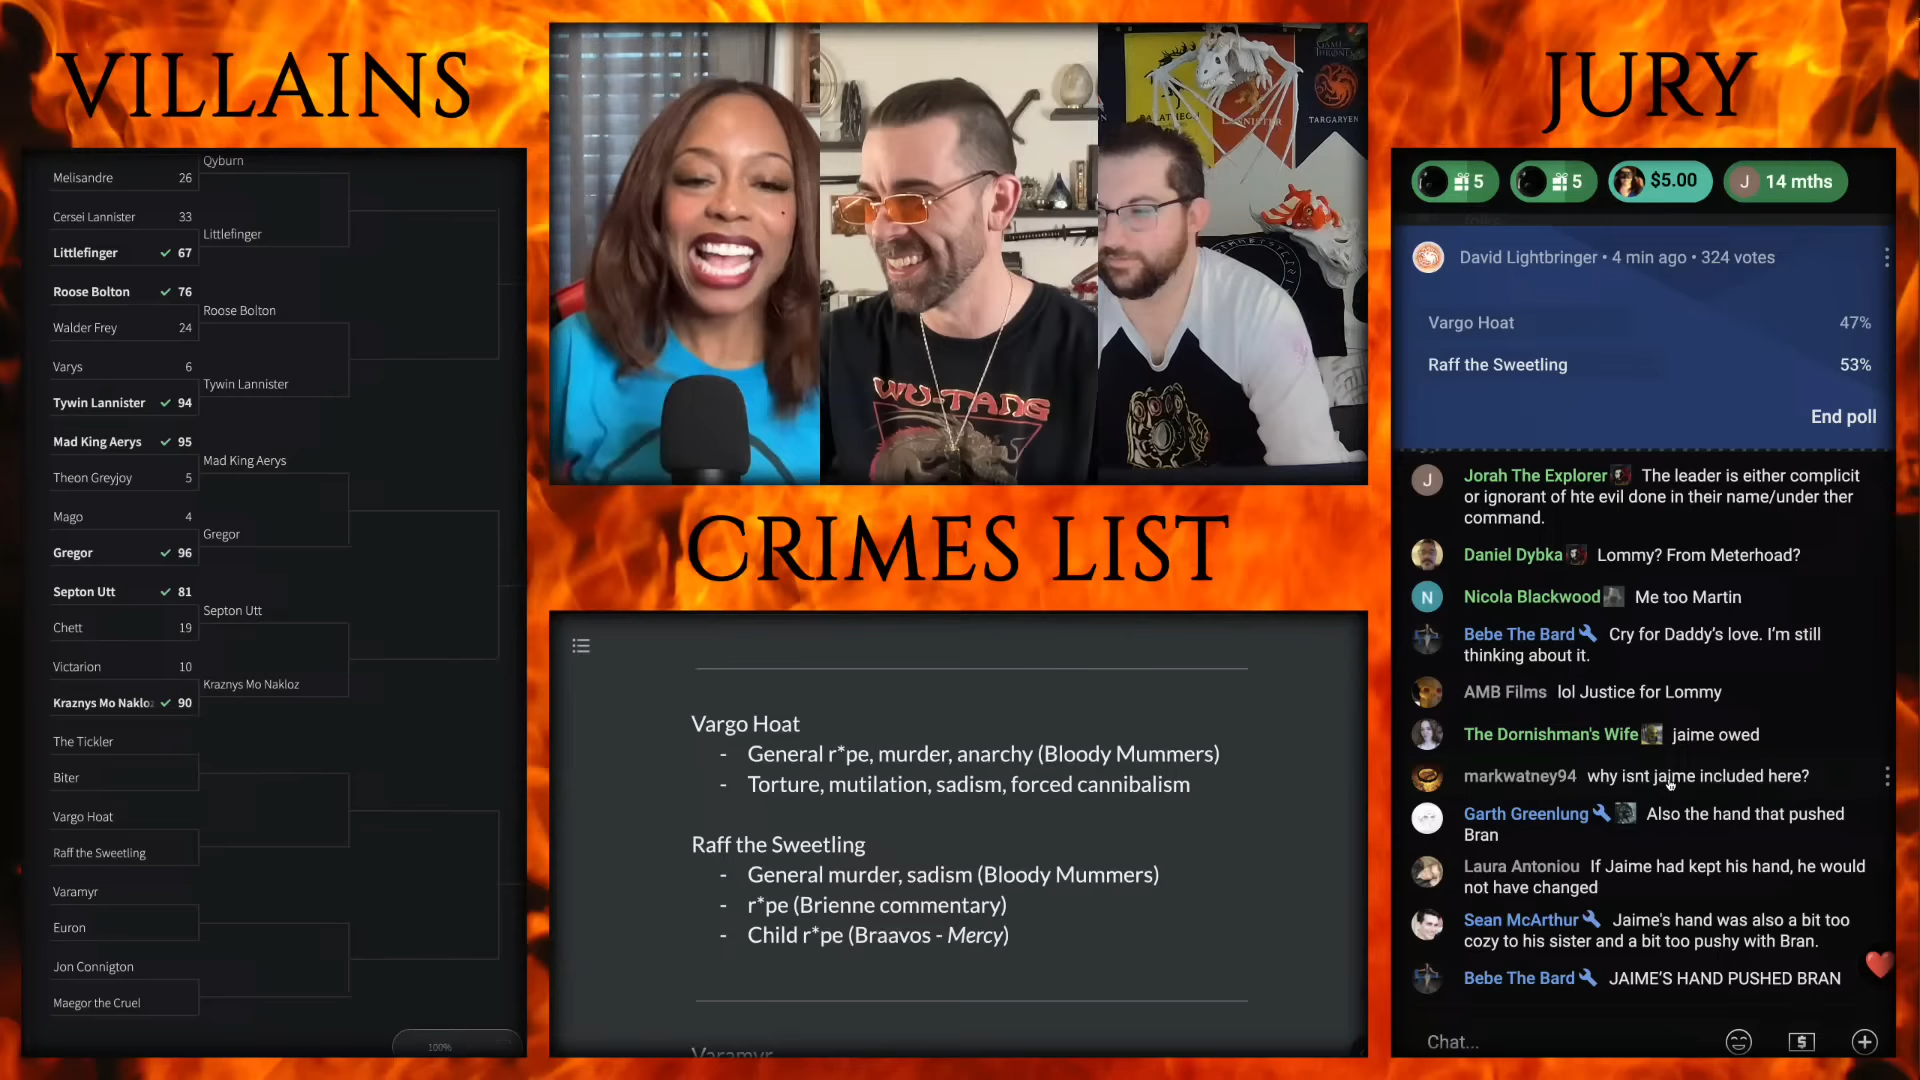 VILLAINS
Qyburn
Melisandre 26
Cersei Lannister 33
Littlefinger
Littlefinger ✓ 67
Roose Bolton ✓ 76
Roose Bolton
Walder Frey 24
Varys 6
Tywin Lannister
Tywin Lannister ✓ 94
Mad King Aerys ✓ 95
Mad King Aerys
Theon Greyjoy 5
Mago 4
Gregor
Gregor ✓ 96
Septon Utt ✓ 81
Septon Utt
Chett 19
Victarion 10
Kraznys Mo Nakloz
Kraznys Mo Nakloz ✓ 90
The Tickler
Biter
Vargo Hoat
Raff the Sweetling
Varamyr
Euron
Jon Connigton
Maegor the Cruel
100%
GAME
THRONES
BARATHEON
LANNISTER
TARGARYEN
WU-TANG
CRIMES LIST
Vargo Hoat
- General r*pe, murder, anarchy (Bloody Mummers)
- Torture, mutilation, sadism, forced cannibalism
Raff the Sweetling
- General murder, sadism (Bloody Mummers)
- r*pe (Brienne commentary)
- Child r*pe (Braavos - Mercy)
Varamyr
JURY
5
5
$5.00
J 14 mths
folks
David Lightbringer • 4 min ago • 324 votes
Vargo Hoat 47%
Raff the Sweetling 53%
End poll
J Jorah The Explorer The leader is either complicit
or ignorant of hte evil done in their name/under ther
command.
Daniel Dybka Lommy? From Meterhoad?
N Nicola Blackwood Me too Martin
Bebe The Bard Cry for Daddy's love. I'm still
thinking about it.
AMB Films lol Justice for Lommy
The Dornishman's Wife jaime owed
markwatney94 why isnt jaime included here?
Garth Greenlung Also the hand that pushed
Bran
Laura Antoniou If Jaime had kept his hand, he would
not have changed
Sean McArthur Jaime's hand was also a bit too
cozy to his sister and a bit too pushy with Bran.
Bebe The Bard JAIME'S HAND PUSHED BRAN
Chat...